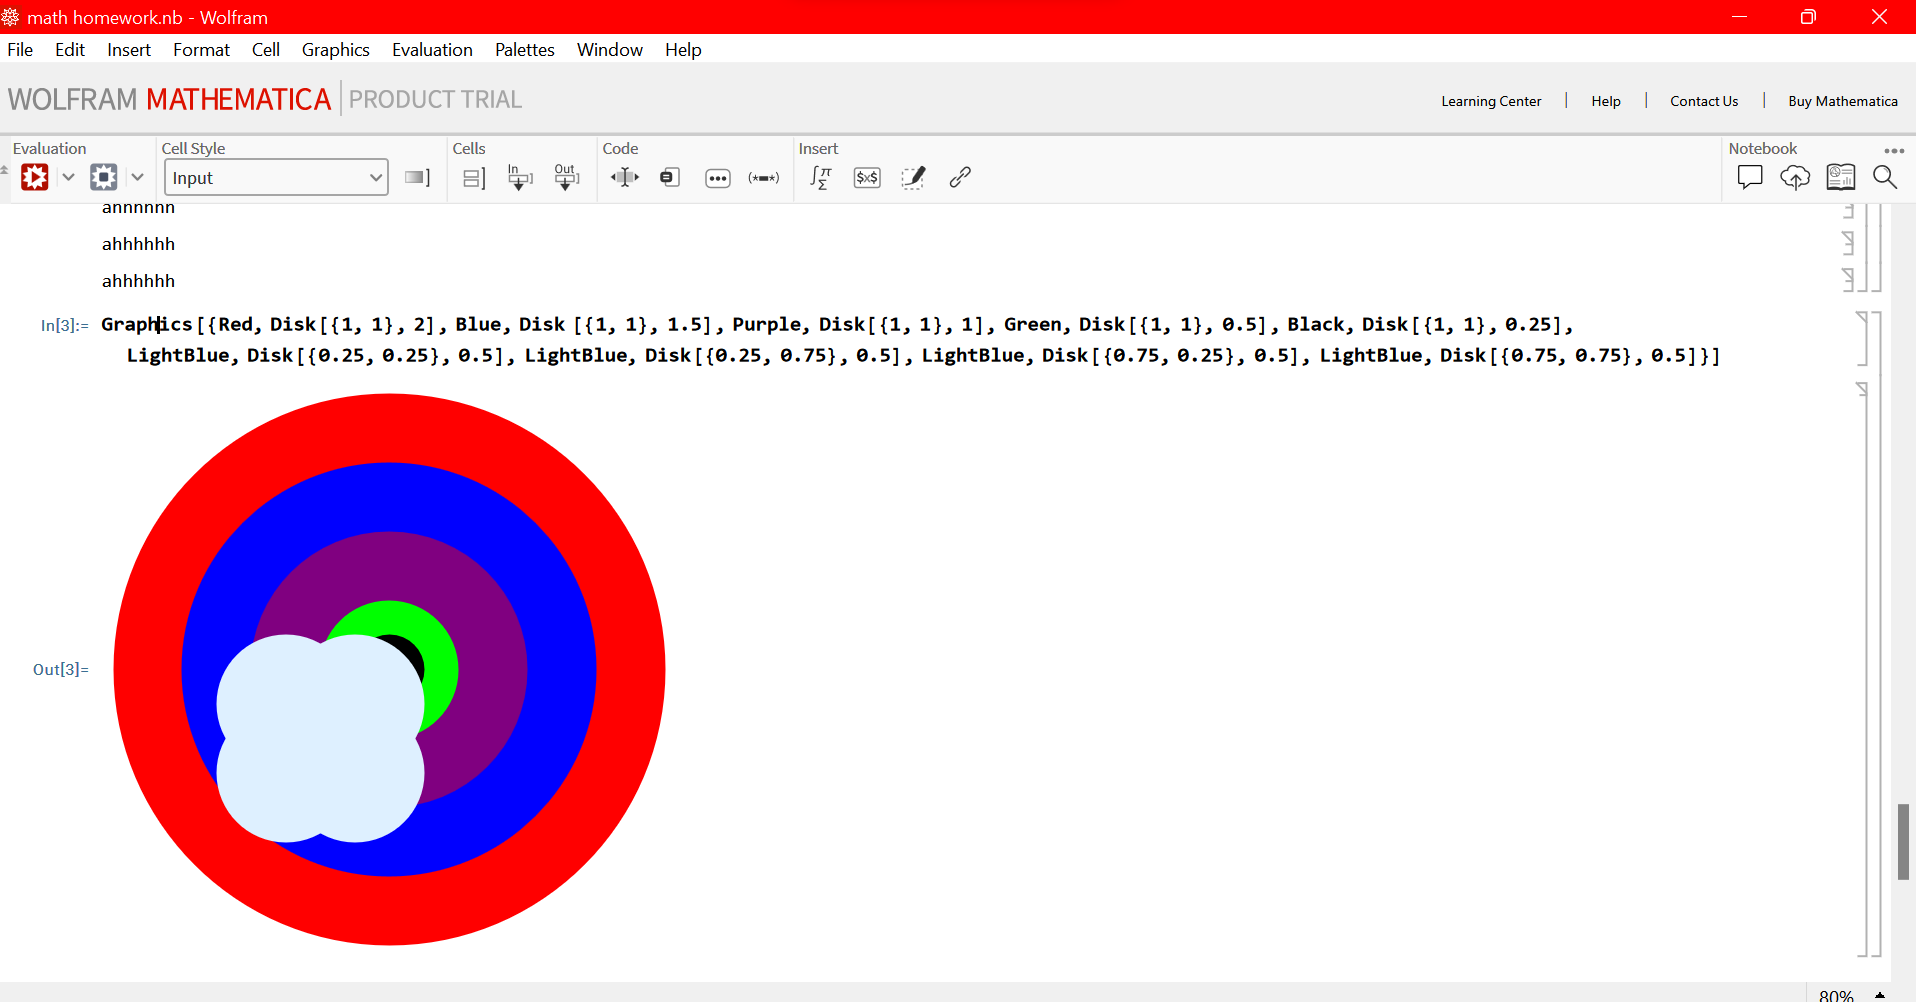 math homework.nb - Wolfram
File Edit Insert Format Cell Graphics Evaluation Palettes Window Help
WOLFRAM MATHEMATICA PRODUCT TRIAL
Learning Center Help Contact Us Buy Mathematica
Evaluation Cell Style Cells Code Insert Notebook
Input In Out (*▪▪*) ∫π Σ $x$
ahhhhhh
ahhhhhh
ahhhhhh
In[3]:= Graphics[{Red, Disk[{1, 1}, 2], Blue, Disk [{1, 1}, 1.5], Purple, Disk[{1, 1}, 1], Green, Disk[{1, 1}, 0.5], Black, Disk[{1, 1}, 0.25],
LightBlue, Disk[{0.25, 0.25}, 0.5], LightBlue, Disk[{0.25, 0.75}, 0.5], LightBlue, Disk[{0.75, 0.25}, 0.5], LightBlue, Disk[{0.75, 0.75}, 0.5]}]
Out[3]=
80%